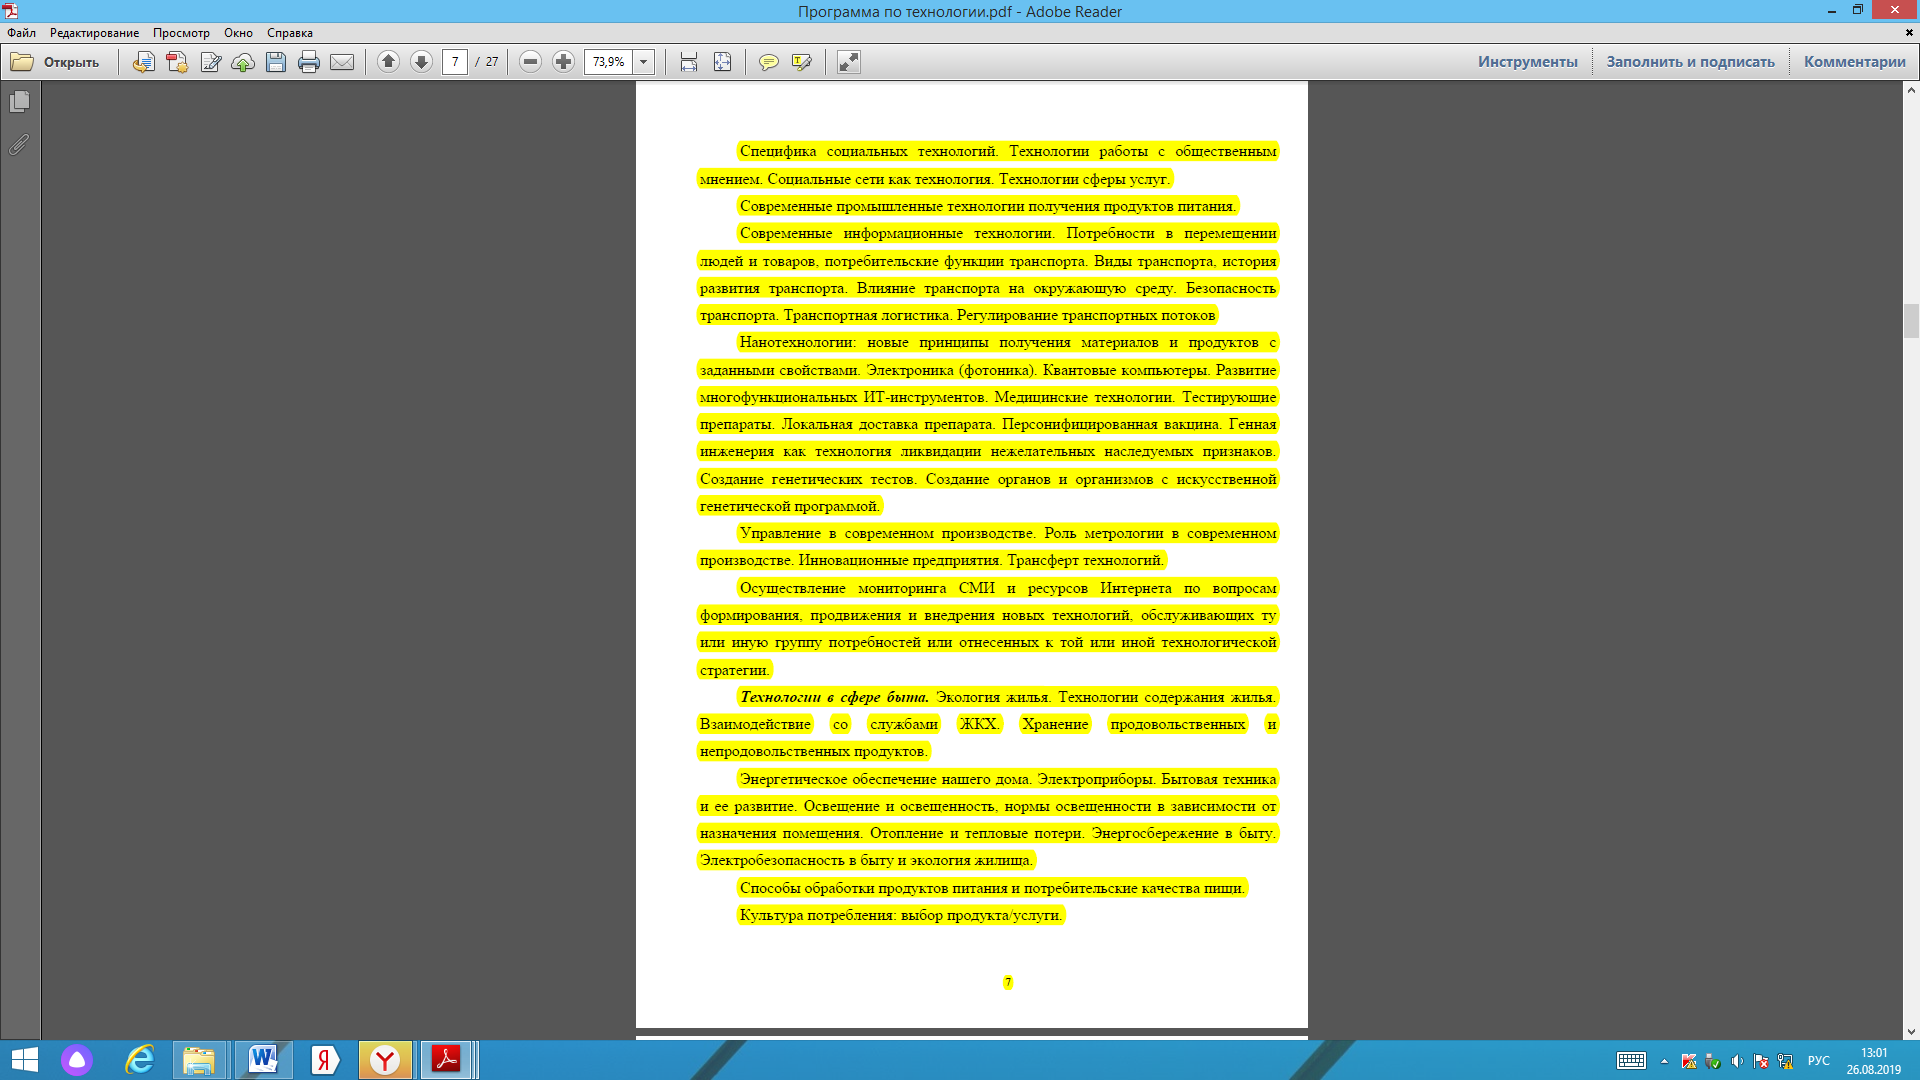 Программа по технологии.pdf - Adobe Reader
Файл Редактирование Просмотр Окно Справка
Открыть 7 / 27 73,9% Инструменты Заполнить и подписать Комментарии
Специфика социальных технологий. Технологии работы с общественным
мнением. Социальные сети как технология. Технологии сферы услуг.
Современные промышленные технологии получения продуктов питания.
Современные информационные технологии. Потребности в перемещении
людей и товаров, потребительские функции транспорта. Виды транспорта, история
развития транспорта. Влияние транспорта на окружающую среду. Безопасность
транспорта. Транспортная логистика. Регулирование транспортных потоков
Нанотехнологии: новые принципы получения материалов и продуктов с
заданными свойствами. Электроника (фотоника). Квантовые компьютеры. Развитие
многофункциональных ИТ-инструментов. Медицинские технологии. Тестирующие
препараты. Локальная доставка препарата. Персонифицированная вакцина. Генная
инженерия как технология ликвидации нежелательных наследуемых признаков.
Создание генетических тестов. Создание органов и организмов с искусственной
генетической программой.
Управление в современном производстве. Роль метрологии в современном
производстве. Инновационные предприятия. Трансферт технологий.
Осуществление мониторинга СМИ и ресурсов Интернета по вопросам
формирования, продвижения и внедрения новых технологий, обслуживающих ту
или иную группу потребностей или отнесенных к той или иной технологической
стратегии.
Технологии в сфере быта. Экология жилья. Технологии содержания жилья.
Взаимодействие со службами ЖКХ. Хранение продовольственных и
непродовольственных продуктов.
Энергетическое обеспечение нашего дома. Электроприборы. Бытовая техника
и ее развитие. Освещение и освещенность, нормы освещенности в зависимости от
назначения помещения. Отопление и тепловые потери. Энергосбережение в быту.
Электробезопасность в быту и экология жилища.
Способы обработки продуктов питания и потребительские качества пищи.
Культура потребления: выбор продукта/услуги.
7
РУС 13:01
26.08.2019